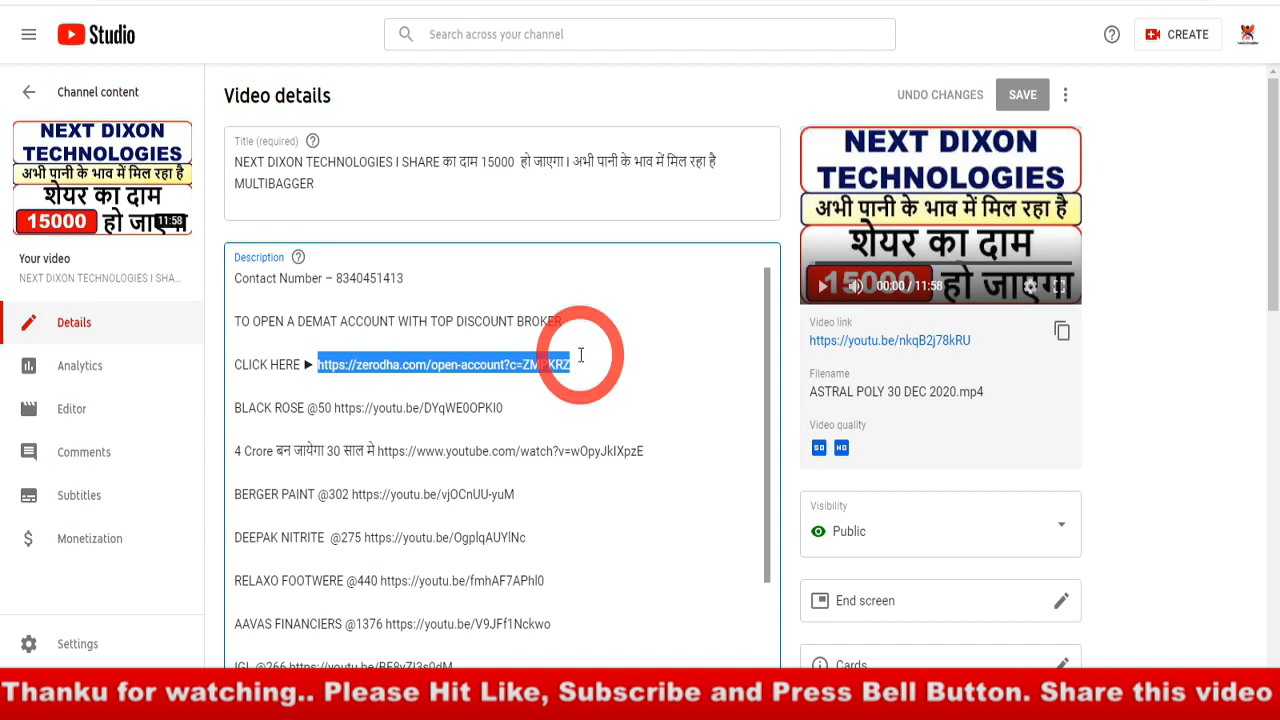 Studio
Search across your channel
CREATE
Channel content
NEXT DIXON
TECHNOLOGIES
अभी पानी के भाव में मिल रहा है
शेयर का दाम
15000 हो जाएगा
11:58
Your video
NEXT DIXON TECHNOLOGIES I SHA...
Details
Analytics
Editor
Comments
Subtitles
Monetization
Settings
Video details
UNDO CHANGES
SAVE
Title (required)
NEXT DIXON TECHNOLOGIES I SHARE का दाम 15000 हो जाएगा I अभी पानी के भाव में मिल रहा है
MULTIBAGGER
Description
Contact Number – 8340451413
TO OPEN A DEMAT ACCOUNT WITH TOP DISCOUNT BROKER
CLICK HERE ► https://zerodha.com/open-account?c=ZMPKRZ
BLACK ROSE @50 https://youtu.be/DYqWE0OPKI0
4 Crore बन जायेगा 30 साल मे https://www.youtube.com/watch?v=wOpyJkIXpzE
BERGER PAINT @302 https://youtu.be/vjOCnUU-yuM
DEEPAK NITRITE @275 https://youtu.be/OgplqAUYlNc
RELAXO FOOTWERE @440 https://youtu.be/fmhAF7APhl0
AAVAS FINANCIERS @1376 https://youtu.be/V9JFf1Nckwo
NEXT DIXON
TECHNOLOGIES
अभी पानी के भाव में मिल रहा है
शेयर का दाम
15000 हो जाएगा
00:00 / 11:58
Video link
https://youtu.be/nkqB2j78kRU
Filename
ASTRAL POLY 30 DEC 2020.mp4
Video quality
SD HD
Visibility
Public
End screen
Cards
Thanku for watching.. Please Hit Like, Subscribe and Press Bell Button. Share this video